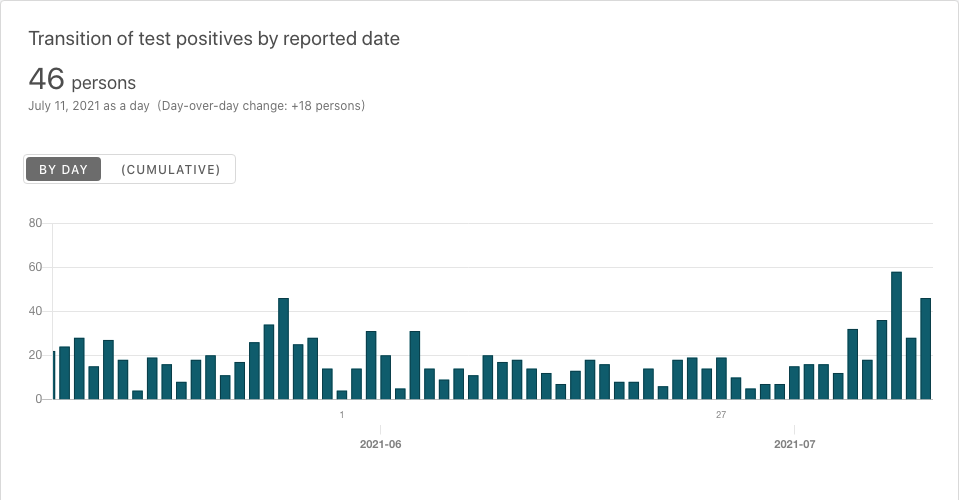 Transition of test positives by reported date
46 persons
July 11, 2021 as a day (Day-over-day change: +18 persons)
BY DAY (CUMULATIVE)
80
60
40
20
0
1 27
2021-06 2021-07